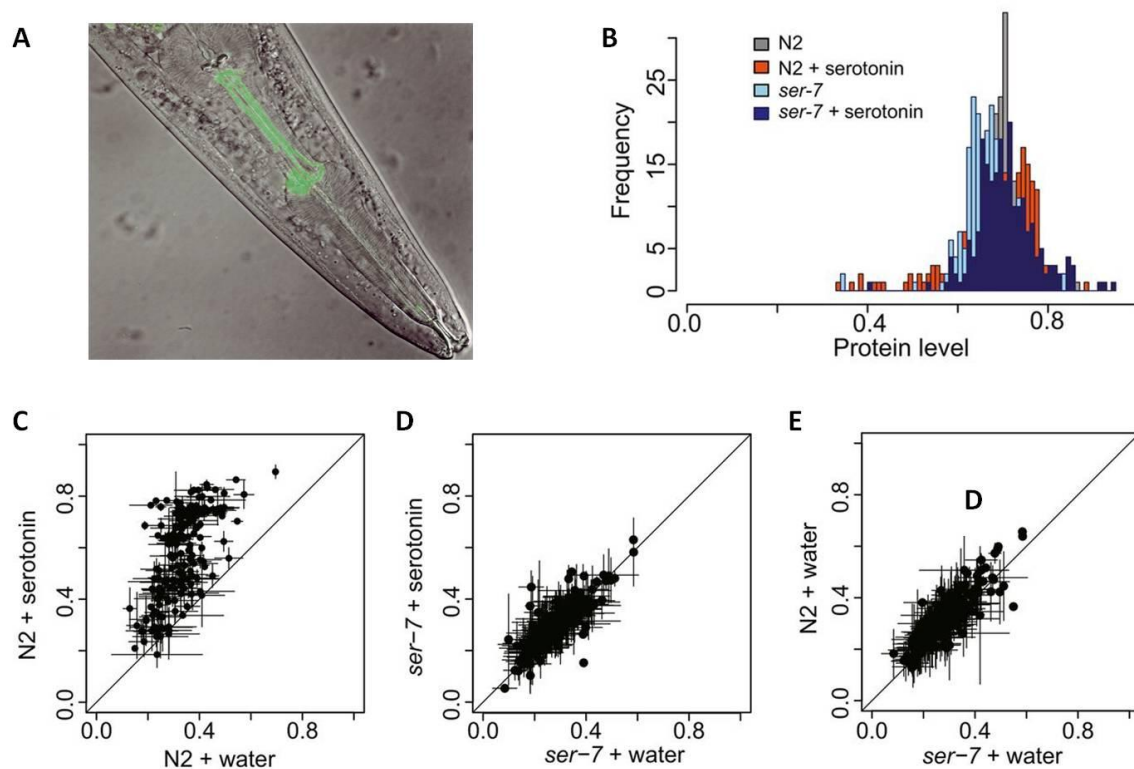 A
B
N2
N2 + serotonin
ser-7
ser-7 + serotonin
Frequency
25
15
5
0
0.0
0.4
0.8
Protein level
C
N2 + serotonin
0.8
0.4
0.0
0.0
0.4
0.8
N2 + water
D
ser-7 + serotonin
0.8
0.4
0.0
0.0
0.4
0.8
ser-7 + water
E
D
N2 + water
0.8
0.4
0.0
0.0
0.4
0.8
ser-7 + water